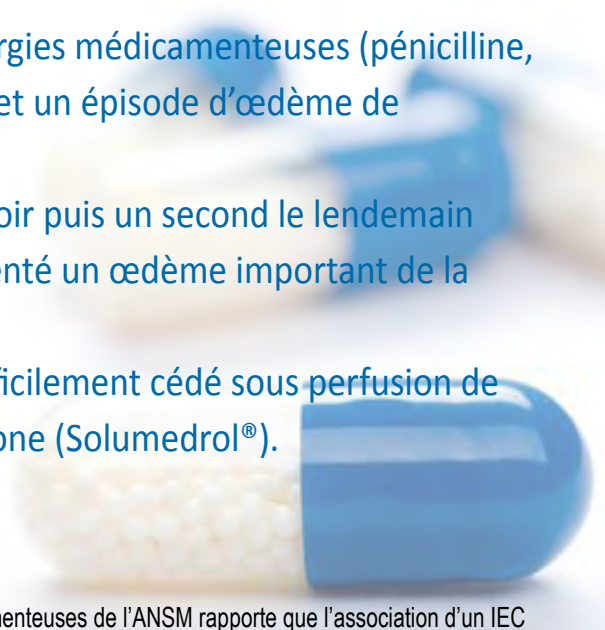 rgies médicamenteuses (pénicilline,
et un épisode d’œdème de
oir puis un second le lendemain
enté un œdème important de la
ficilement cédé sous perfusion de
one (Solumedrol®).
enteuses de l’ANSM rapporte que l’association d’un IEC